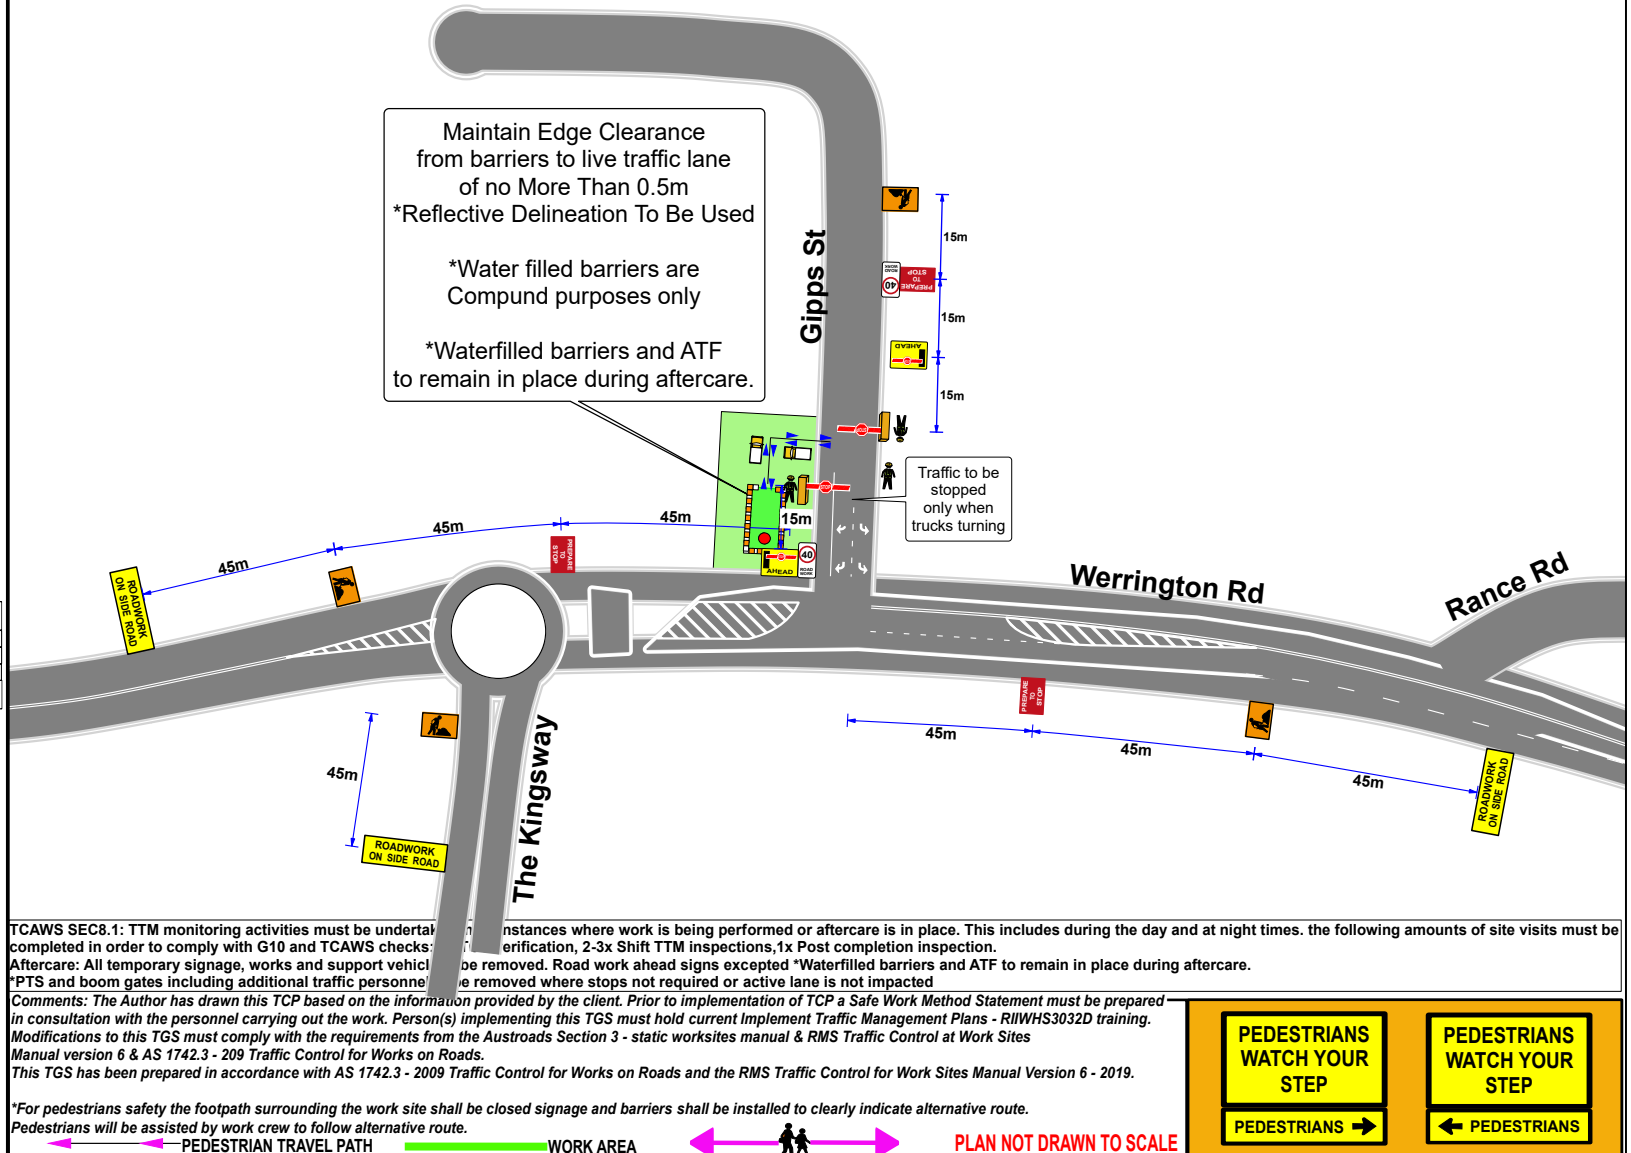 Maintain Edge Clearance
from barriers to live traffic lane
of no More Than 0.5m
*Reflective Delineation To Be Used
*Water filled barriers are
Compund purposes only
*Waterfilled barriers and ATF
to remain in place during aftercare.
Gipps St
15m
ROAD
WORK
40
PREPARE
TO
STOP
15m
AHEAD
15m
STOP
STOP
Traffic to be
stopped
only when
trucks turning
15m
AHEAD
40
ROAD
WORK
45m
45m
45m
PREPARE
TO
STOP
ROADWORK
ON SIDE ROAD
Werrington Rd
Rance Rd
PREPARE
TO
STOP
45m
45m
45m
ROADWORK
ON SIDE ROAD
45m
The Kingsway
ROADWORK
ON SIDE ROAD
TCAWS SEC8.1: TTM monitoring activities must be undertak nstances where work is being performed or aftercare is in place. This includes during the day and at night times. the following amounts of site visits must be
completed in order to comply with G10 and TCAWS checks: erification, 2-3x Shift TTM inspections,1x Post completion inspection.
Aftercare: All temporary signage, works and support vehicl be removed. Road work ahead signs excepted *Waterfilled barriers and ATF to remain in place during aftercare.
*PTS and boom gates including additional traffic personnel be removed where stops not required or active lane is not impacted
Comments: The Author has drawn this TCP based on the information provided by the client. Prior to implementation of TCP a Safe Work Method Statement must be prepared
in consultation with the personnel carrying out the work. Person(s) implementing this TGS must hold current Implement Traffic Management Plans - RIIWHS3032D training.
Modifications to this TGS must comply with the requirements from the Austroads Section 3 - static worksites manual & RMS Traffic Control at Work Sites
Manual version 6 & AS 1742.3 - 209 Traffic Control for Works on Roads.
This TGS has been prepared in accordance with AS 1742.3 - 2009 Traffic Control for Works on Roads and the RMS Traffic Control for Work Sites Manual Version 6 - 2019.
*For pedestrians safety the footpath surrounding the work site shall be closed signage and barriers shall be installed to clearly indicate alternative route.
Pedestrians will be assisted by work crew to follow alternative route.
PEDESTRIAN TRAVEL PATH
WORK AREA
PLAN NOT DRAWN TO SCALE
PEDESTRIANS
WATCH YOUR
STEP
PEDESTRIANS
PEDESTRIANS
WATCH YOUR
STEP
PEDESTRIANS